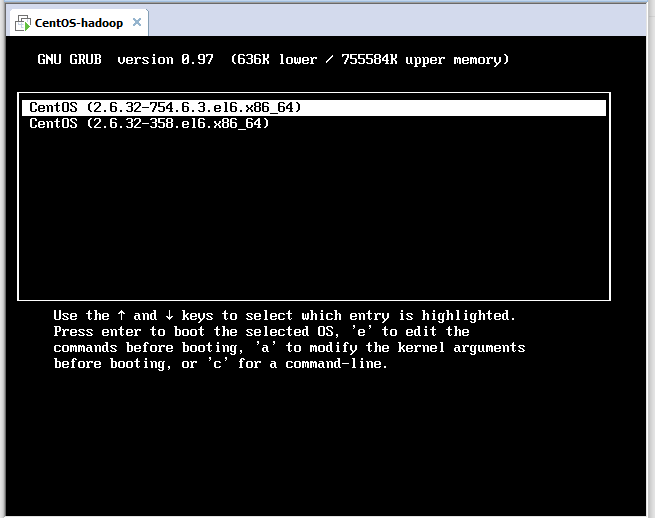 CentOS-hadoop
GNU GRUB version 0.97 (636K lower / 755584K upper memory)
CentOS (2.6.32-754.6.3.el6.x86_64)
CentOS (2.6.32-358.el6.x86_64)
Use the ↑ and ↓ keys to select which entry is highlighted.
Press enter to boot the selected OS, 'e' to edit the
commands before booting, 'a' to modify the kernel arguments
before booting, or 'c' for a command-line.